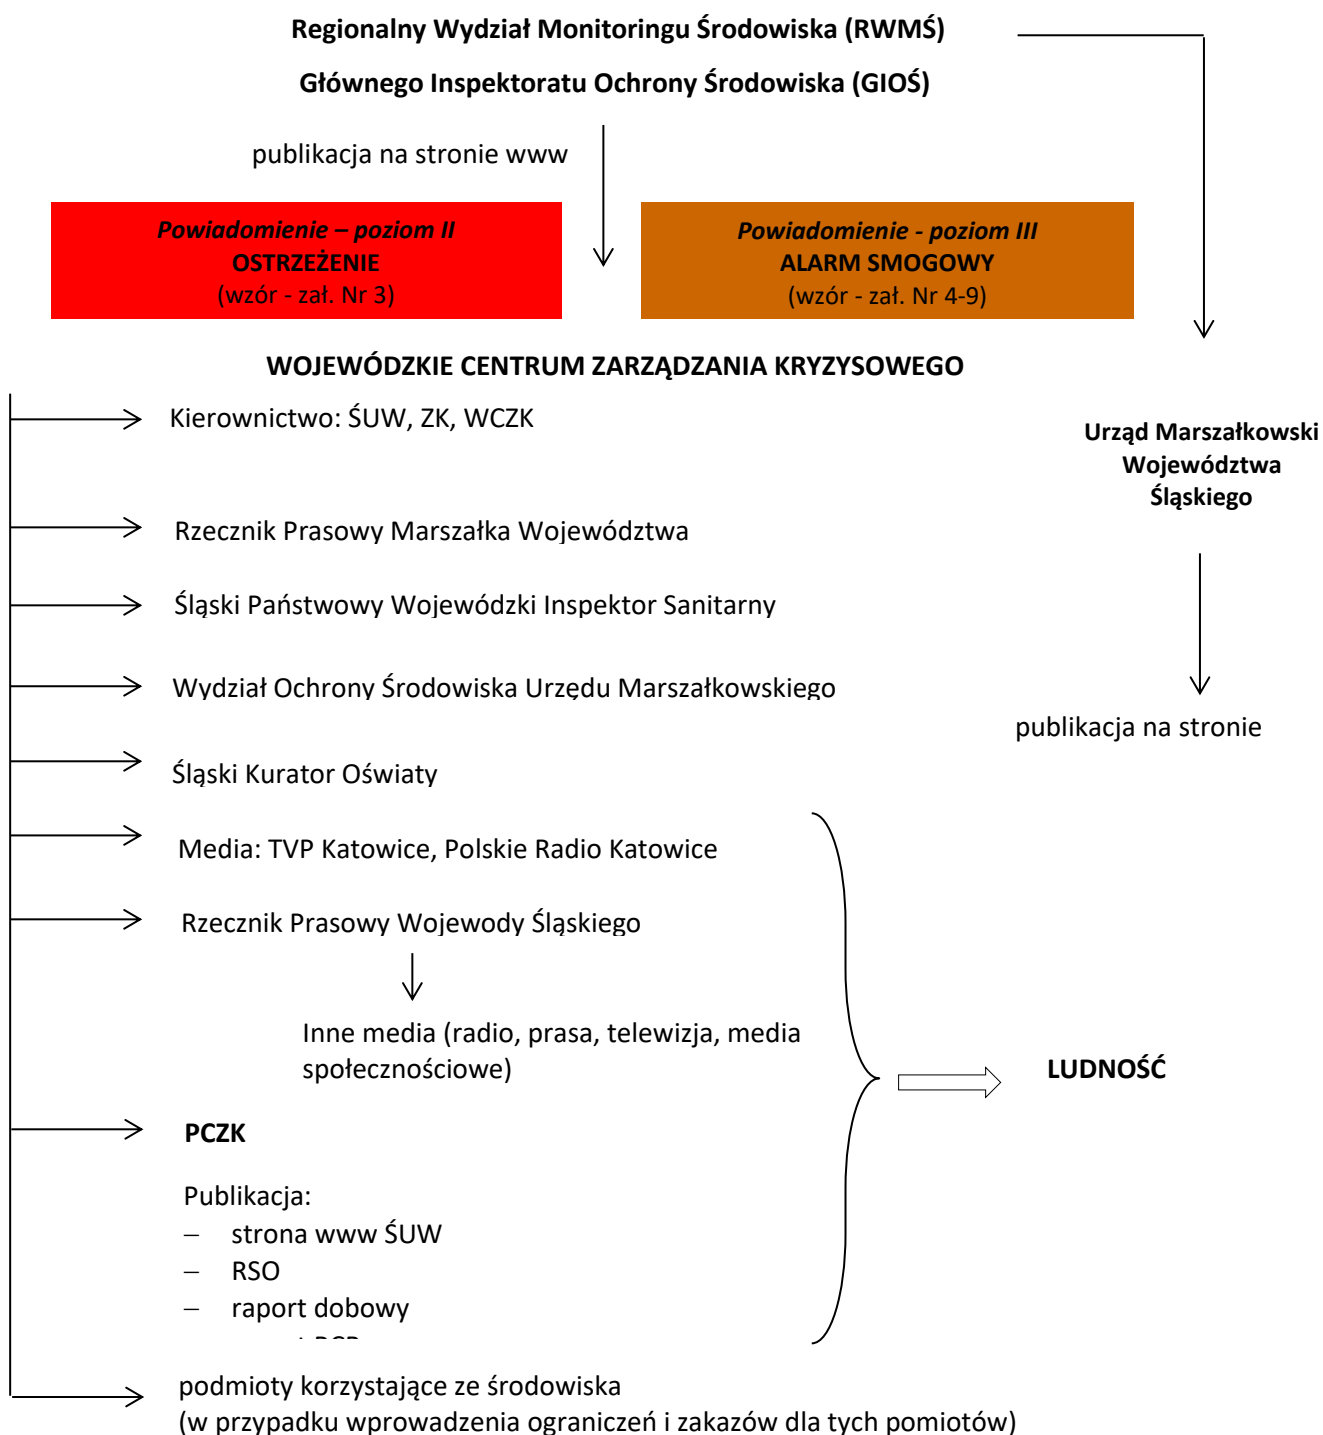 Regionalny Wydział Monitoringu Środowiska (RWMŚ)
Głównego Inspektoratu Ochrony Środowiska (GIOŚ)
publikacja na stronie www
Powiadomienie – poziom II
OSTRZEŻENIE
(wzór - zał. Nr 3)
Powiadomienie - poziom III
ALARM SMOGOWY
(wzór - zał. Nr 4-9)
WOJEWÓDZKIE CENTRUM ZARZĄDZANIA KRYZYSOWEGO
Kierownictwo: ŚUW, ZK, WCZK
Urząd Marszałkowski
Województwa
Śląskiego
Rzecznik Prasowy Marszałka Województwa
Śląski Państwowy Wojewódzki Inspektor Sanitarny
Wydział Ochrony Środowiska Urzędu Marszałkowskiego
publikacja na stronie
Śląski Kurator Oświaty
Media: TVP Katowice, Polskie Radio Katowice
Rzecznik Prasowy Wojewody Śląskiego
Inne media (radio, prasa, telewizja, media
społecznościowe)
LUDNOŚĆ
PCZK
Publikacja:
– strona www ŚUW
– RSO
– raport dobowy
podmioty korzystające ze środowiska
(w przypadku wprowadzenia ograniczeń i zakazów dla tych pomiotów)